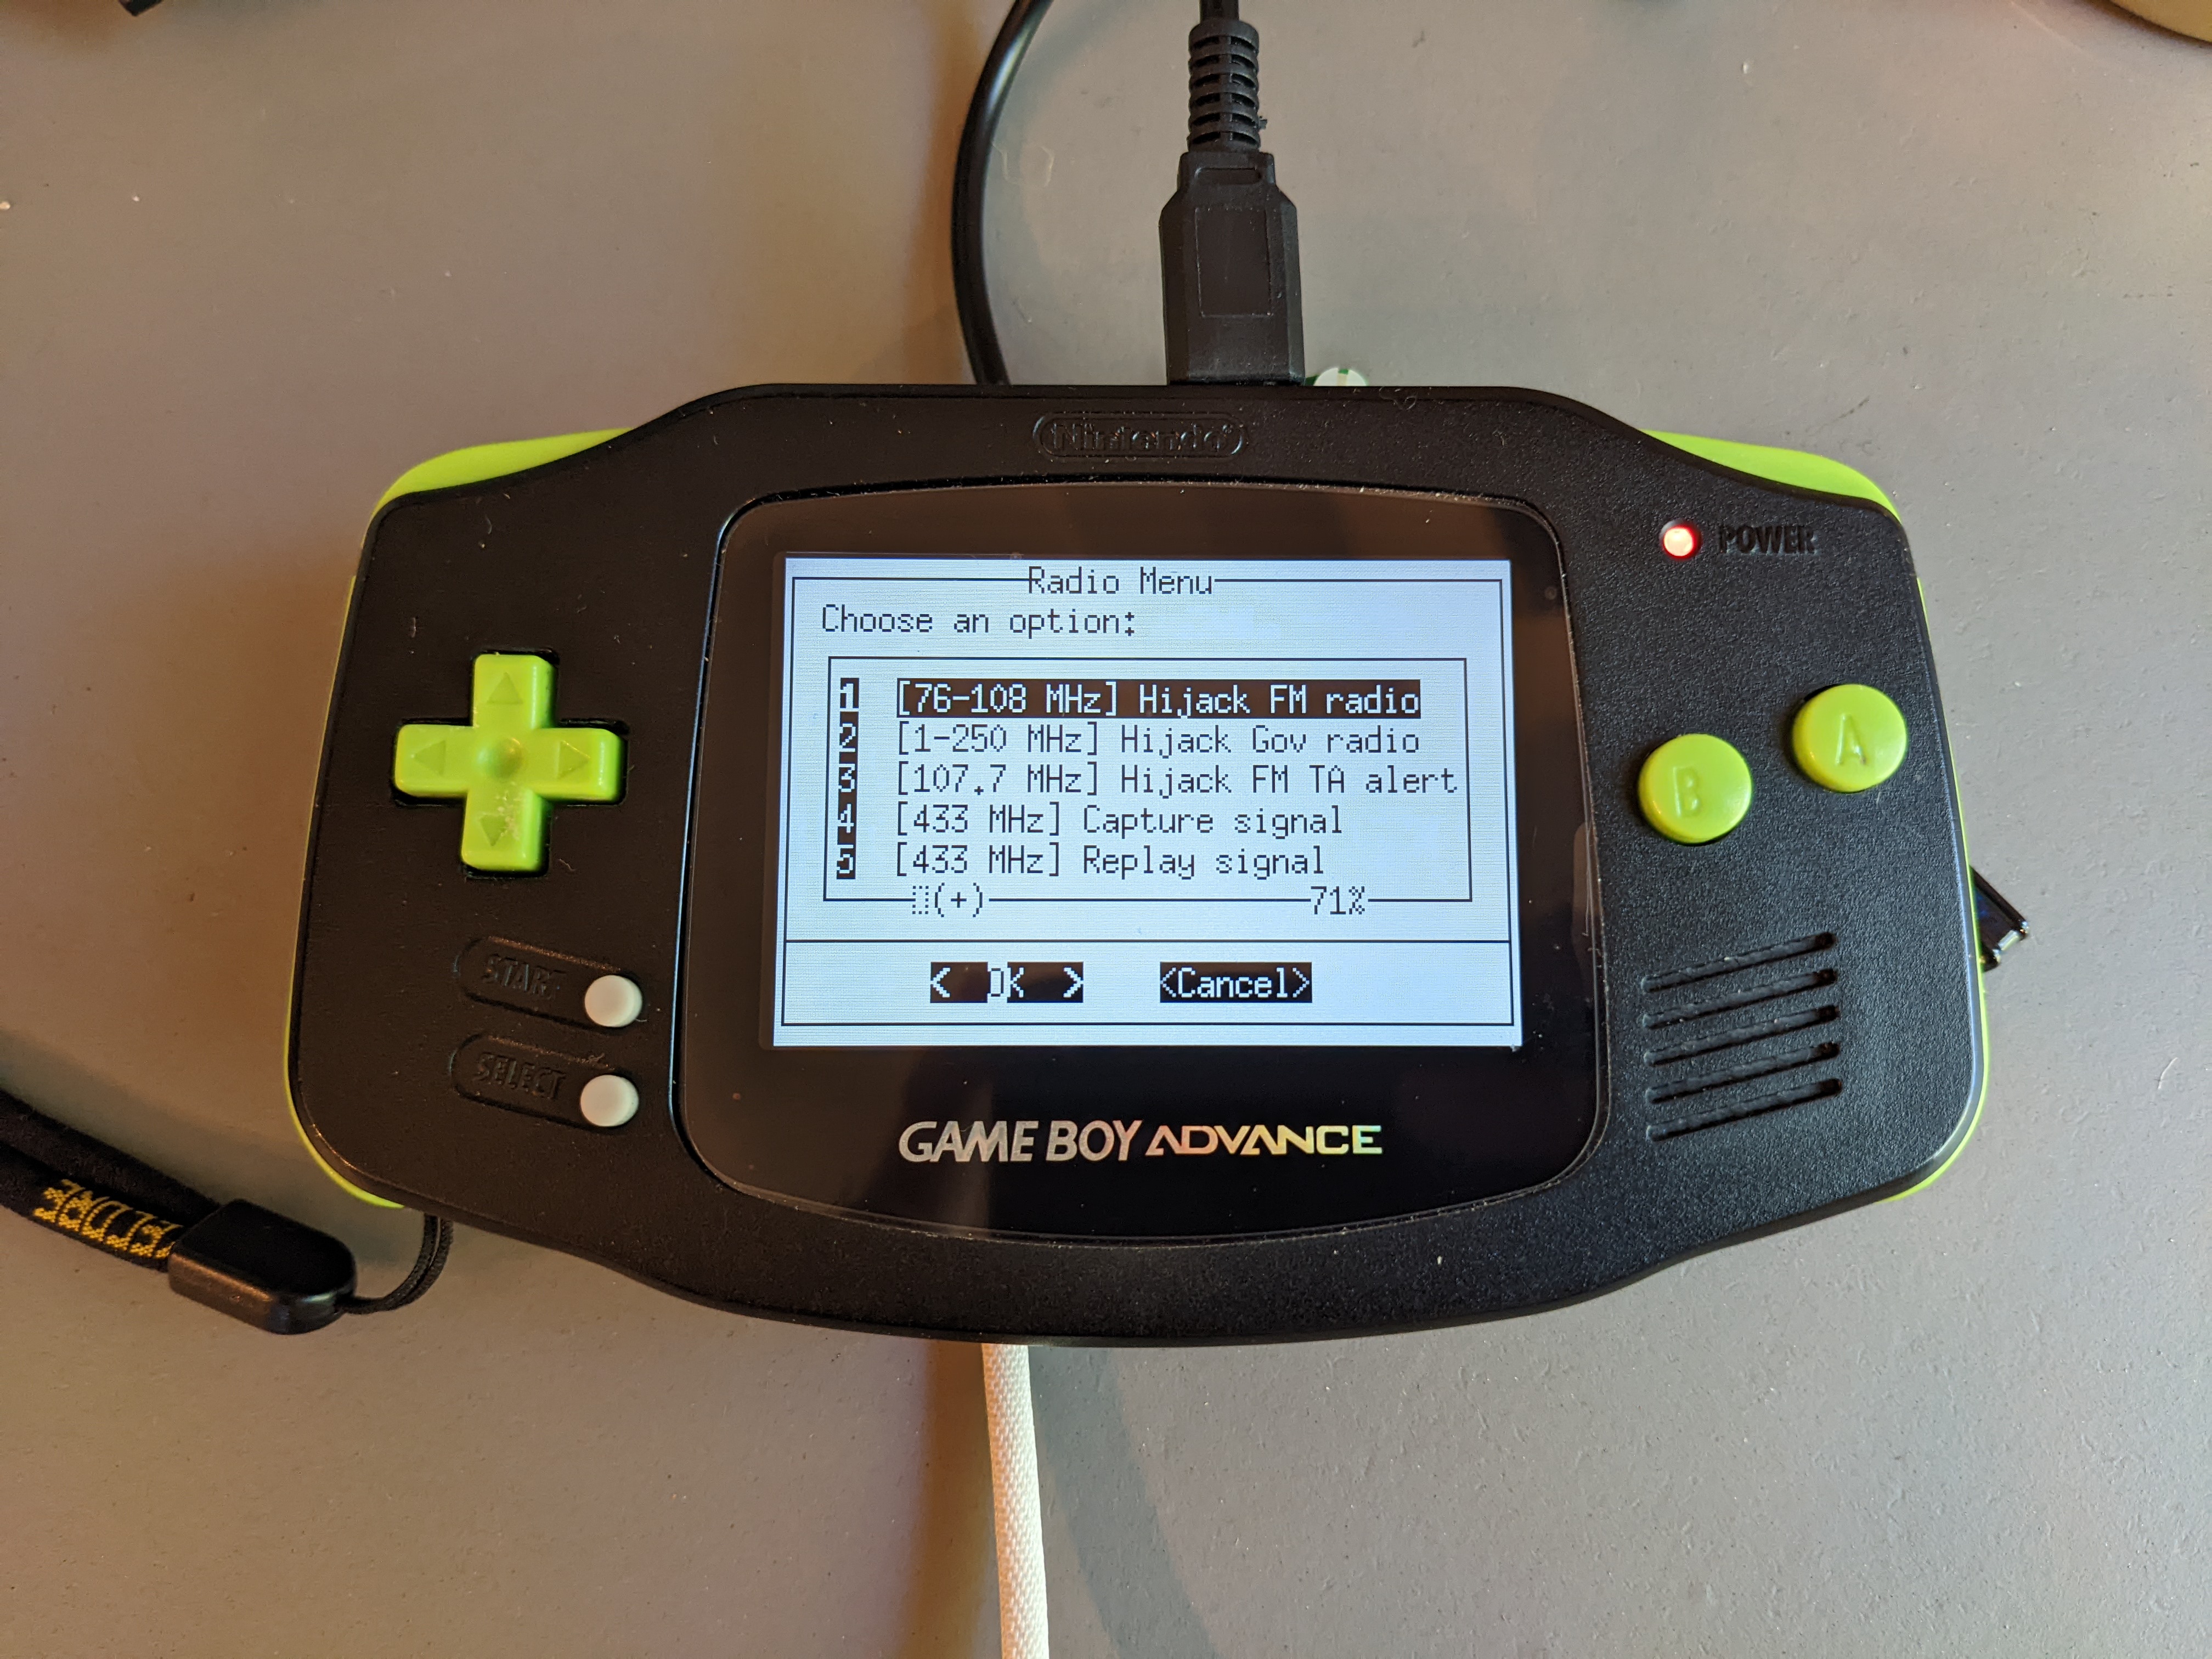 Nintendo®
POWER
Radio Menu
Choose an option:
1 [76-108 MHz] Hijack FM radio
2 [1-250 MHz] Hijack Gov radio
3 [107.7 MHz] Hijack FM TA alert
4 [433 MHz] Capture signal
5 [433 MHz] Replay signal
(+) 71%
< OK > <Cancel>
A
B
START
SELECT
GAME BOY ADVANCE